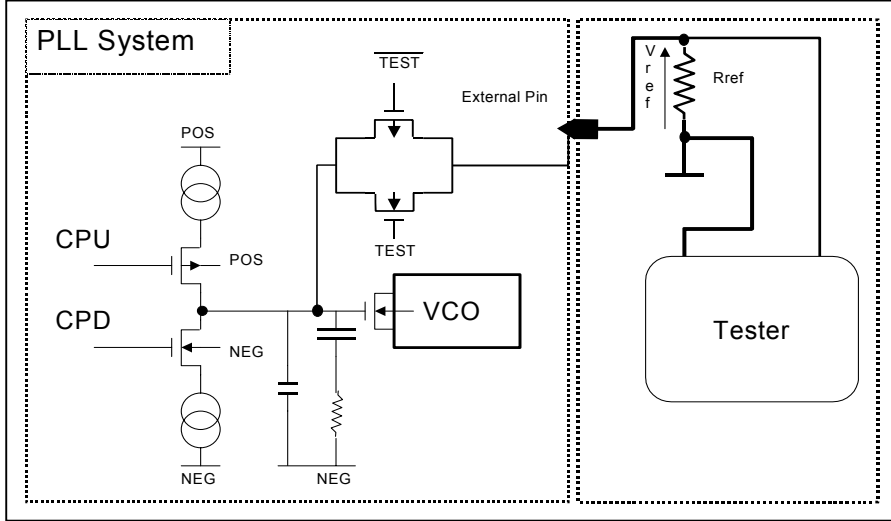 PLL System
TEST
External Pin
V
r
e
f
Rref
POS
CPU
POS
TEST
CPD
NEG
VCO
Tester
NEG
NEG